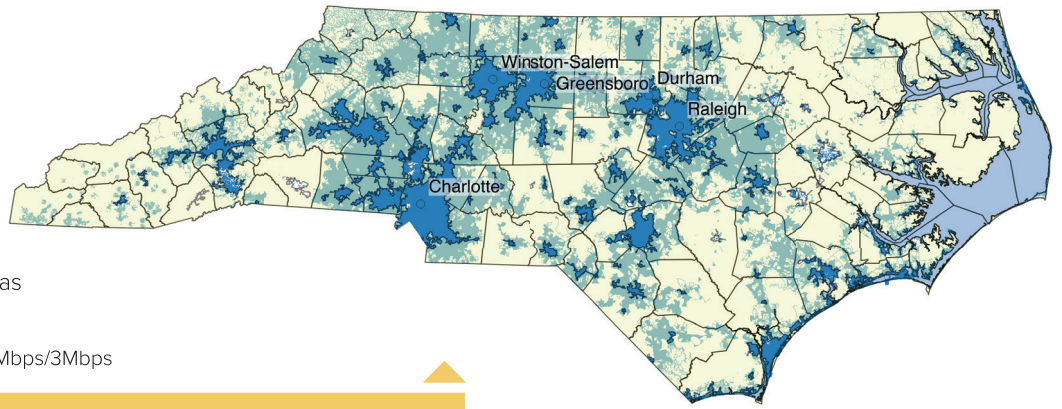 Winston-Salem
Greensboro
Durham
Raleigh
Charlotte
as
Mbps/3Mbps